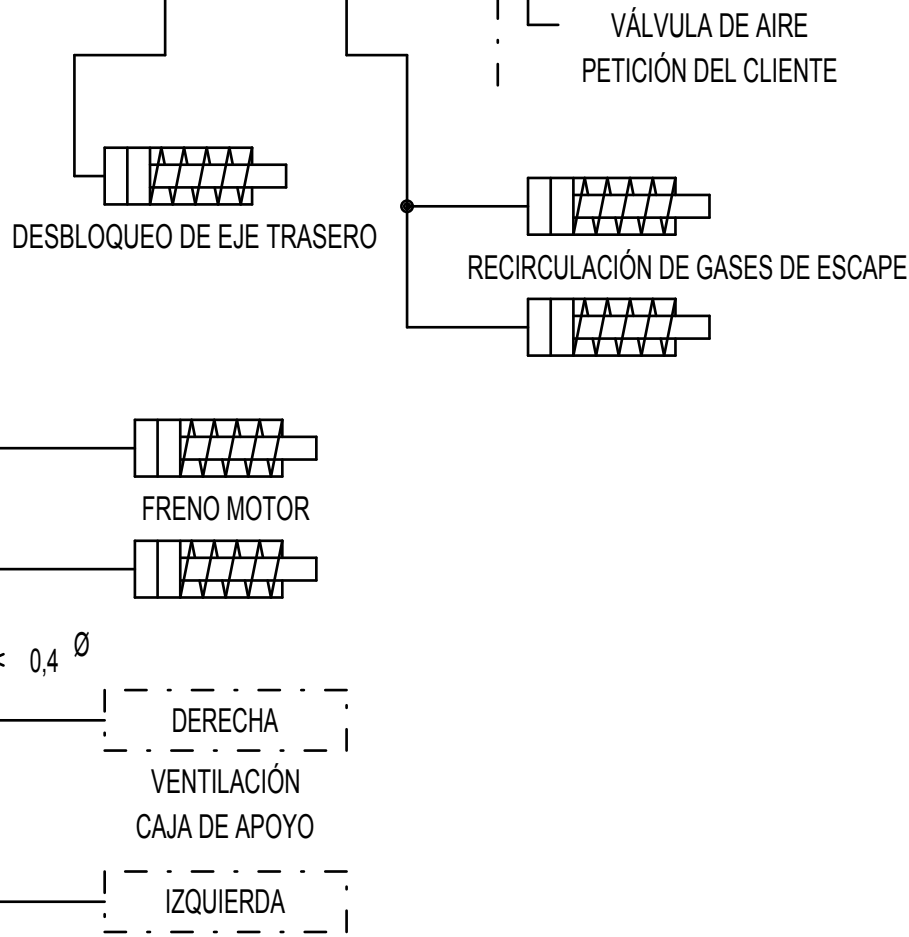 VÁLVULA DE AIRE
PETICIÓN DEL CLIENTE
DESBLOQUEO DE EJE TRASERO
RECIRCULACIÓN DE GASES DE ESCAPE
FRENO MOTOR
< 0,4 Ø
DERECHA
VENTILACIÓN
CAJA DE APOYO
IZQUIERDA